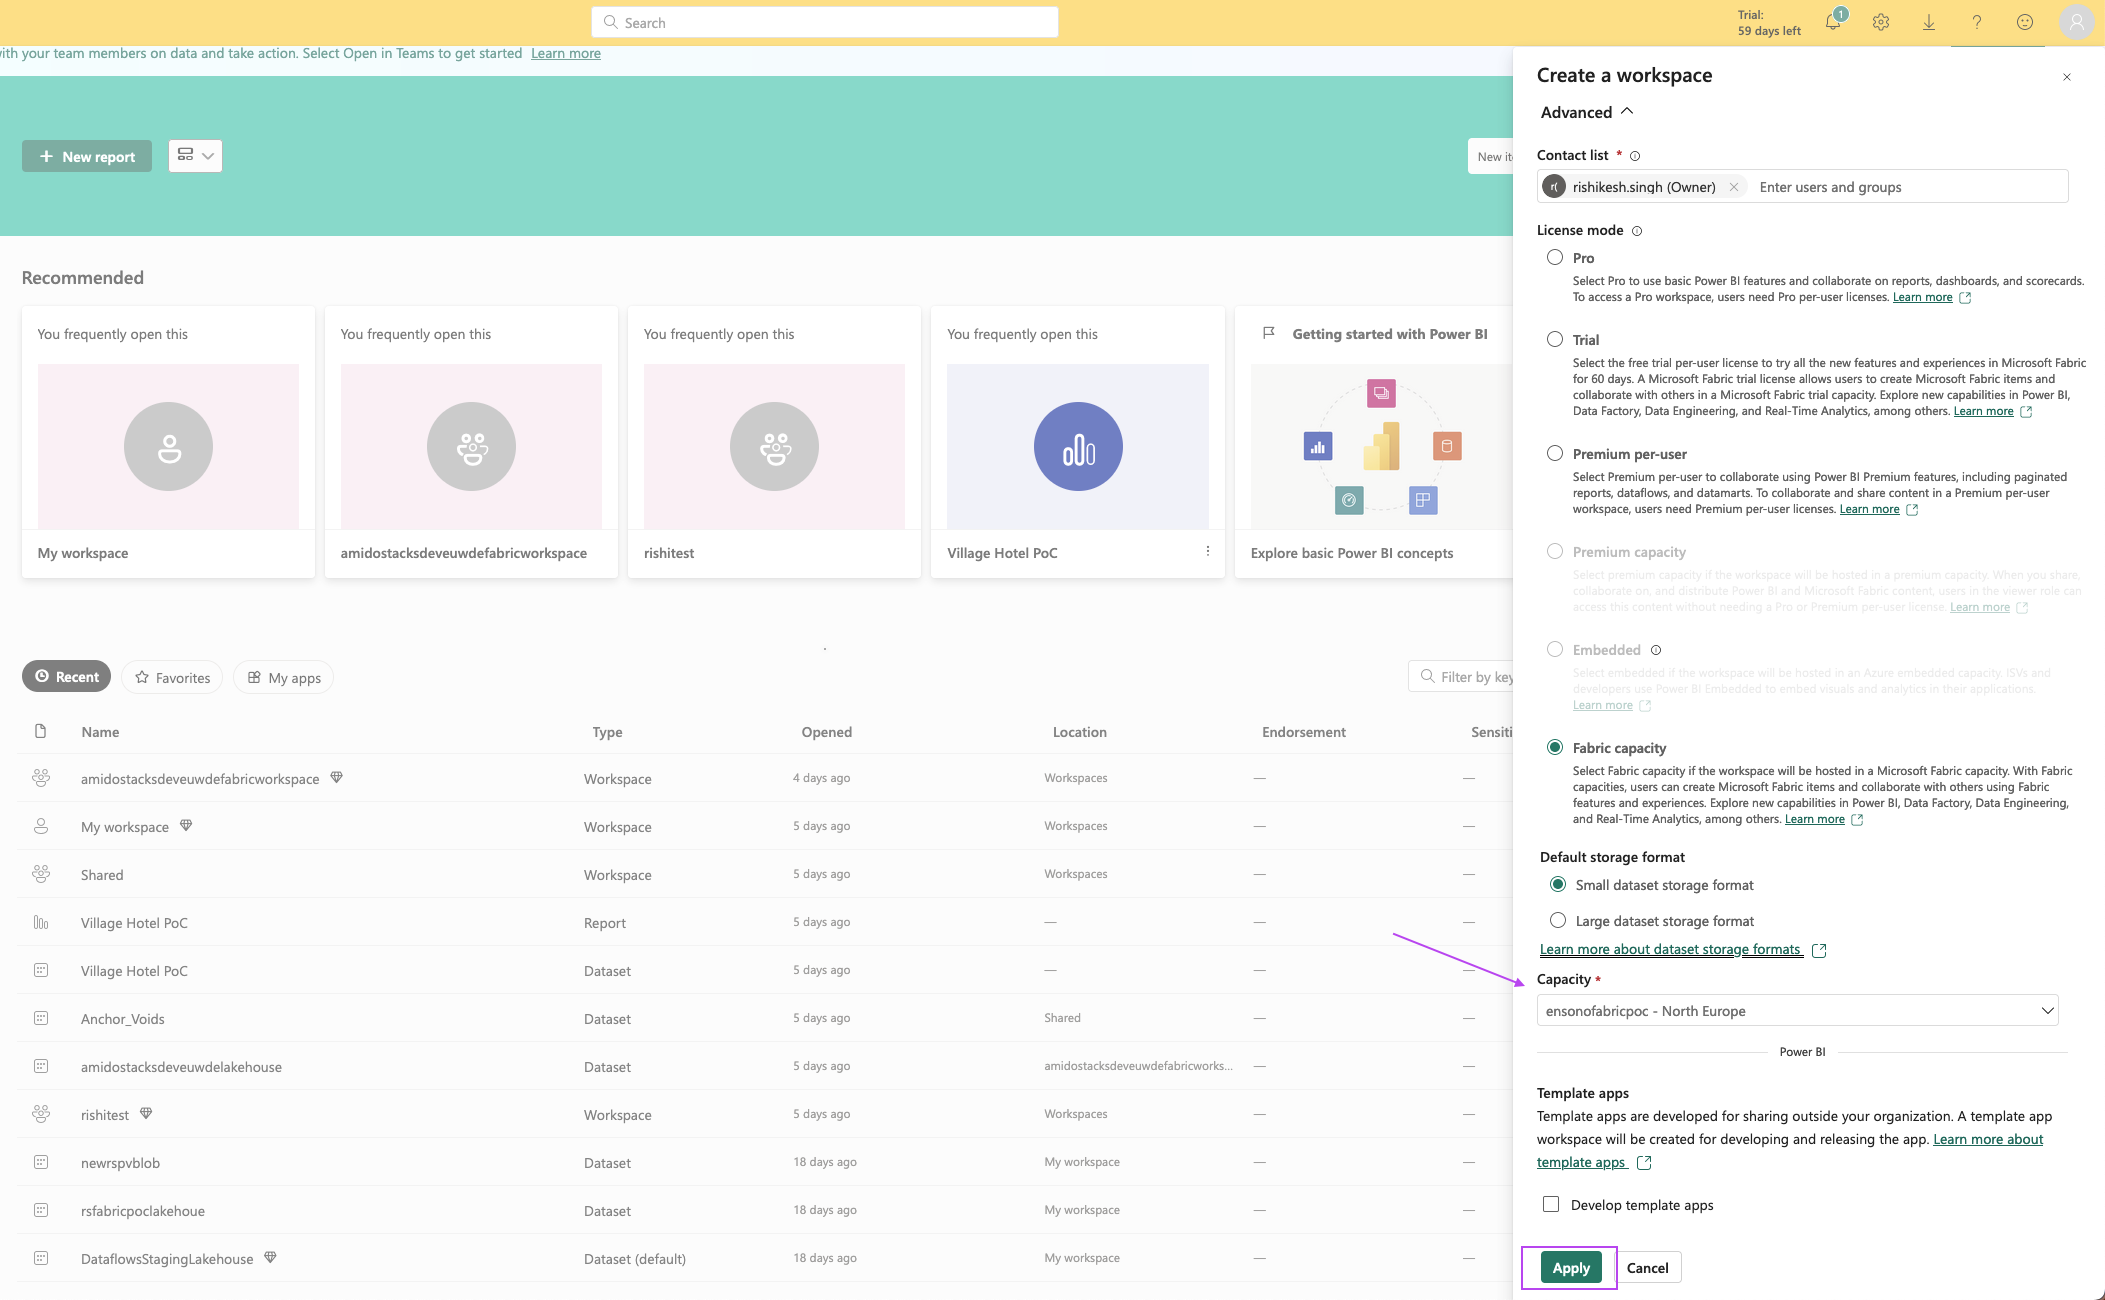 Search
Trial:
59 days left
1
with your team members on data and take action. Select Open in Teams to get started Learn more
New report
Recommended
You frequently open this
My workspace
You frequently open this
amidostacksdeveuwdefabricworkspace
You frequently open this
rishitest
You frequently open this
Village Hotel PoC
Getting started with Power BI
Explore basic Power BI concepts
Recent
Favorites
My apps
Filter by key
Name Type Opened Location Endorsement Sensiti
amidostacksdeveuwdefabricworkspace Workspace 4 days ago Workspaces — —
My workspace Workspace 5 days ago Workspaces — —
Shared Workspace 5 days ago Workspaces — —
Village Hotel PoC Report 5 days ago — — —
Village Hotel PoC Dataset 5 days ago — — —
Anchor_Voids Dataset 5 days ago Shared — —
amidostacksdeveuwdelakehouse Dataset 5 days ago amidostacksdeveuwdefabricworks... — —
rishitest Workspace 5 days ago Workspaces — —
newrspvblob Dataset 18 days ago My workspace — —
rsfabricpoclakehoue Dataset 18 days ago My workspace — —
DataflowsStagingLakehouse Dataset (default) 18 days ago My workspace — —
Create a workspace
Advanced
Contact list *
r( rishikesh.singh (Owner) Enter users and groups
License mode
Pro
Select Pro to use basic Power BI features and collaborate on reports, dashboards, and scorecards.
To access a Pro workspace, users need Pro per-user licenses. Learn more
Trial
Select the free trial per-user license to try all the new features and experiences in Microsoft Fabric
for 60 days. A Microsoft Fabric trial license allows users to create Microsoft Fabric items and
collaborate with others in a Microsoft Fabric trial capacity. Explore new capabilities in Power BI,
Data Factory, Data Engineering, and Real-Time Analytics, among others. Learn more
Premium per-user
Select Premium per-user to collaborate using Power BI Premium features, including paginated
reports, dataflows, and datamarts. To collaborate and share content in a Premium per-user
workspace, users need Premium per-user licenses. Learn more
Premium capacity
Select premium capacity if the workspace will be hosted in a premium capacity. When you share,
collaborate on, and distribute Power BI and Microsoft Fabric content, users in the viewer role can
access this content without needing a Pro or Premium per-user license. Learn more
Embedded
Select embedded if the workspace will be hosted in an Azure embedded capacity. ISVs and
developers use Power BI Embedded to embed visuals and analytics in their applications.
Learn more
Fabric capacity
Select Fabric capacity if the workspace will be hosted in a Microsoft Fabric capacity. With Fabric
capacities, users can create Microsoft Fabric items and collaborate with others using Fabric
features and experiences. Explore new capabilities in Power BI, Data Factory, Data Engineering,
and Real-Time Analytics, among others. Learn more
Default storage format
Small dataset storage format
Large dataset storage format
Learn more about dataset storage formats
Capacity *
ensonofabricpoc - North Europe
Power BI
Template apps
Template apps are developed for sharing outside your organization. A template app
workspace will be created for developing and releasing the app. Learn more about
template apps
Develop template apps
Apply
Cancel